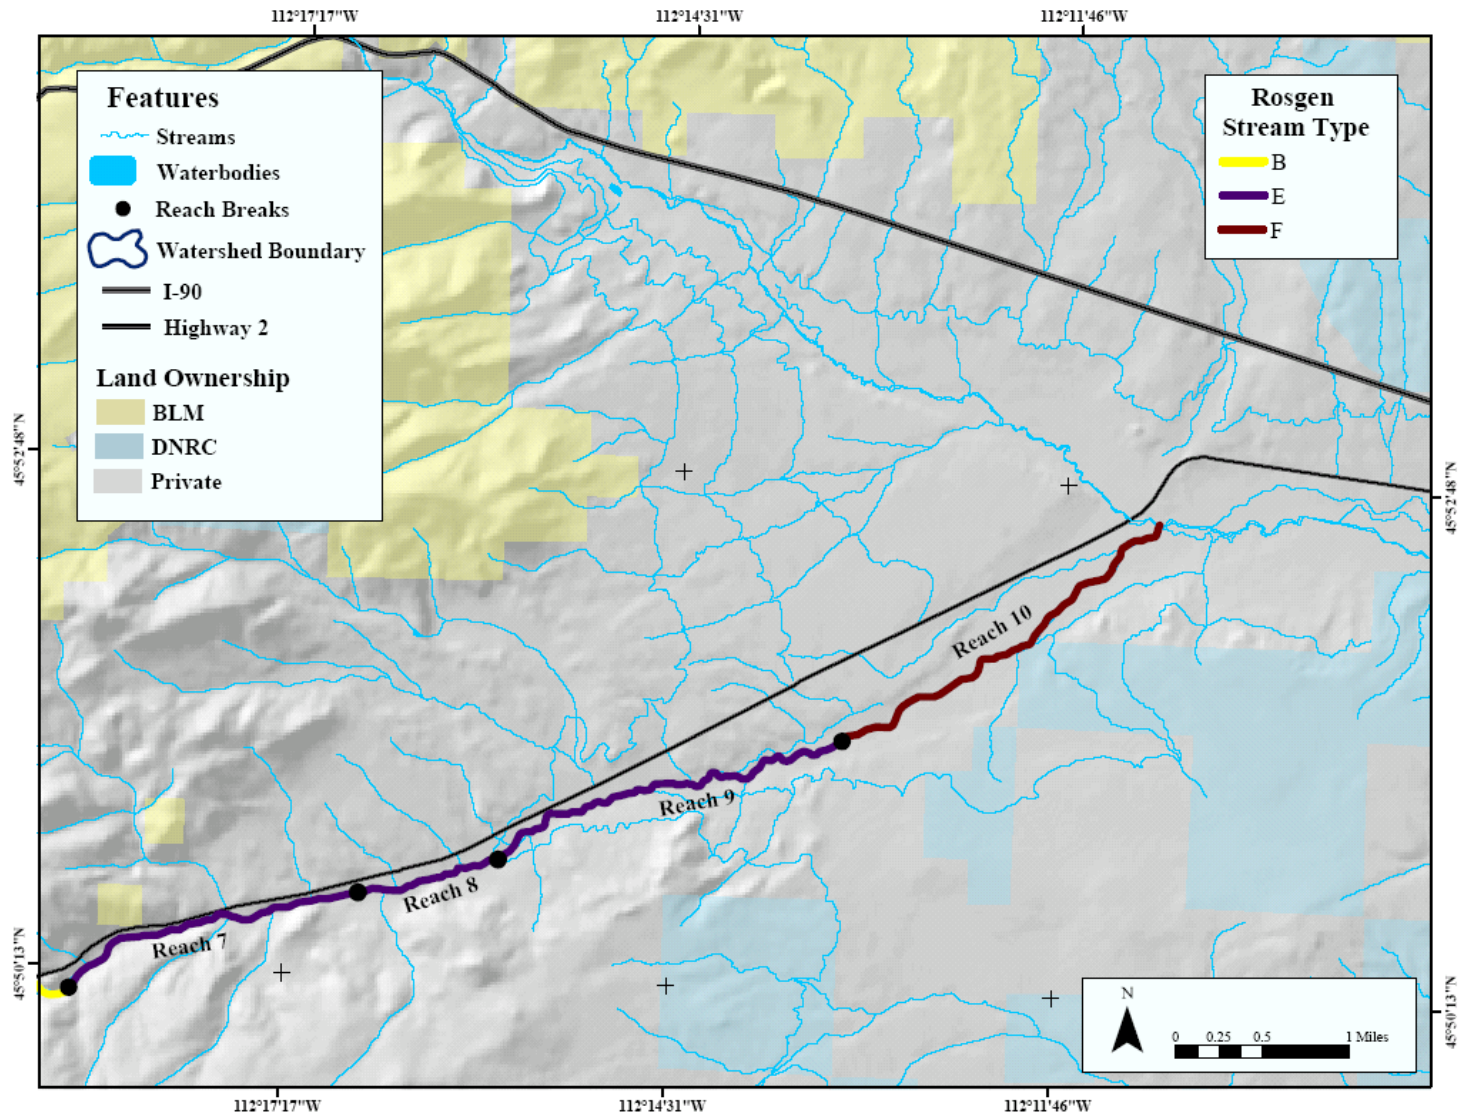 112°17'17"W
112°14'31"W
112°11'46"W
Features
Streams
Waterbodies
Reach Breaks
Watershed Boundary
I-90
Highway 2
Land Ownership
BLM
DNRC
Private
Rosgen
Stream Type
B
E
F
45°52'48"N
45°52'48"N
Reach 10
Reach 9
Reach 8
Reach 7
45°50'13"N
45°50'13"N
N
0 0.25 0.5 1 Miles
112°17'17"W
112°14'31"W
112°11'46"W